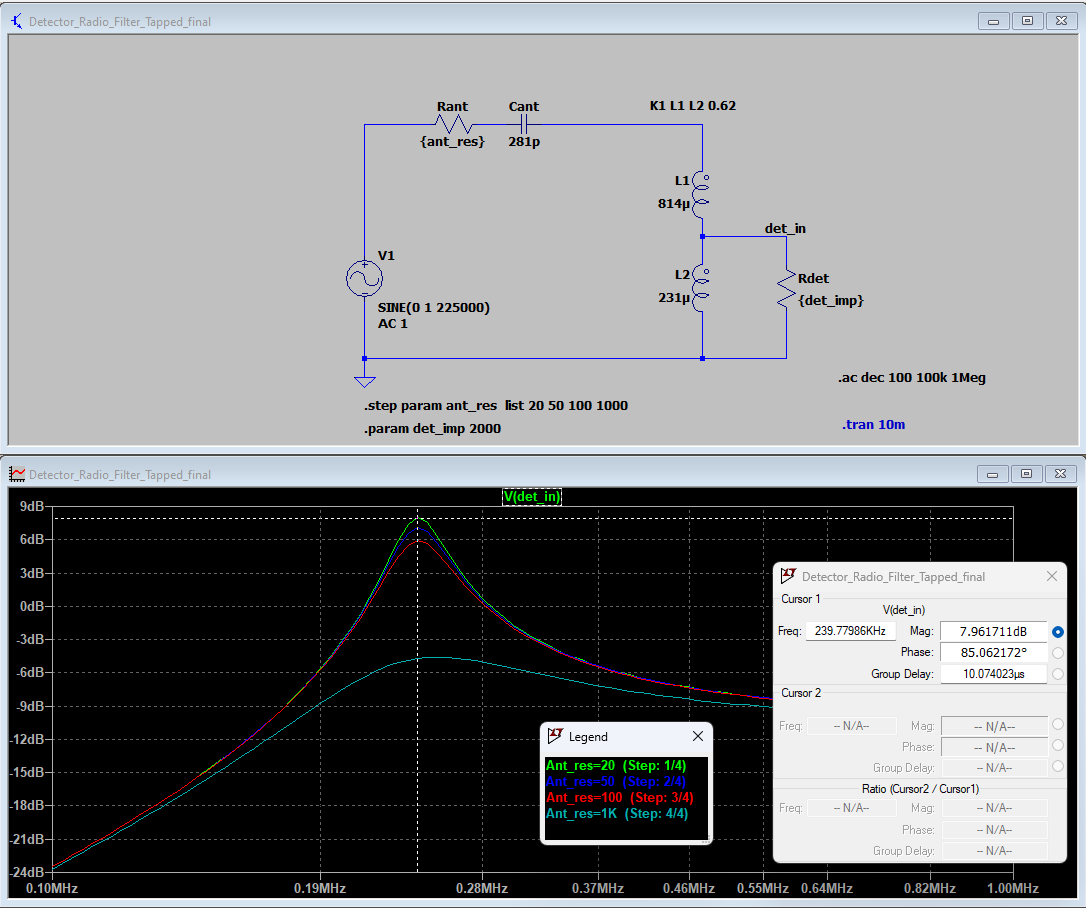 Detector_Radio_Filter_Tapped_final
Rant
Cant
K1 L1 L2 0.62
{ant_res}
281p
L1
814µ
det_in
V1
L2
Rdet
231µ
{det_imp}
SINE(0 1 225000)
AC 1
.ac dec 100 100k 1Meg
.step param ant_res list 20 50 100 1000
.param det_imp 2000
.tran 10m
Detector_Radio_Filter_Tapped_final
V(det_in)
9dB
6dB
3dB
0dB
-3dB
-6dB
-9dB
-12dB
-15dB
-18dB
-21dB
-24dB
0.10MHz
0.19MHz
0.28MHz
0.37MHz
0.46MHz
0.55MHz
0.64MHz
0.82MHz
1.00MHz
Legend
Ant_res=20 (Step: 1/4)
Ant_res=50 (Step: 2/4)
Ant_res=100 (Step: 3/4)
Ant_res=1K (Step: 4/4)
Detector_Radio_Filter_Tapped_final
Cursor 1
V(det_in)
Freq: 239.77986KHz Mag: 7.961711dB
Phase: 85.062172°
Group Delay: 10.074023µs
Cursor 2
Freq: -- N/A-- Mag: -- N/A--
Phase: -- N/A--
Group Delay: -- N/A--
Ratio (Cursor2 / Cursor1)
Freq: -- N/A-- Mag: -- N/A--
Phase: -- N/A--
Group Delay: -- N/A--